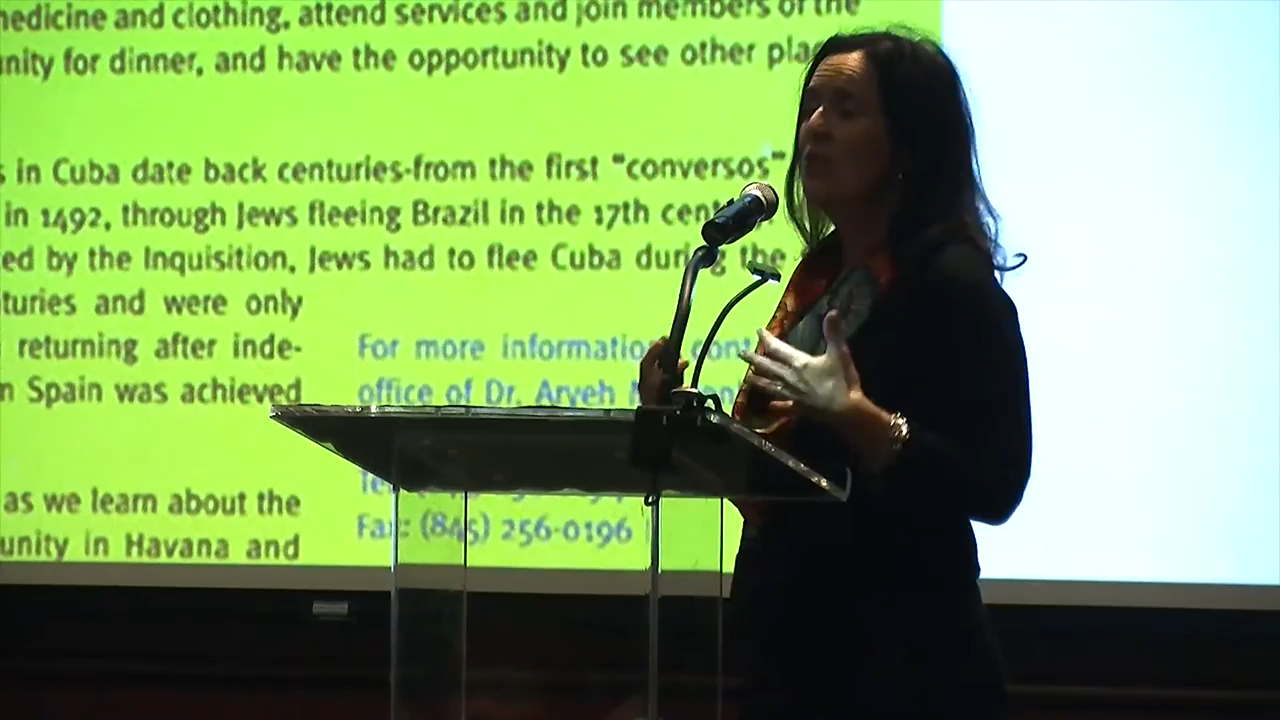 medicine and clothing, attend services and join members of the
nity for dinner, and have the opportunity to see other pla
s in Cuba date back centuries-from the first "conversos"
in 1492, through Jews fleeing Brazil in the 17th cent
ed by the Inquisition, Jews had to flee Cuba during the
turies and were only
returning after inde-
n Spain was achieved
For more information cont
office of Dr. Aryeh
as we learn about the
unity in Havana and
Fax: (845) 256-0196